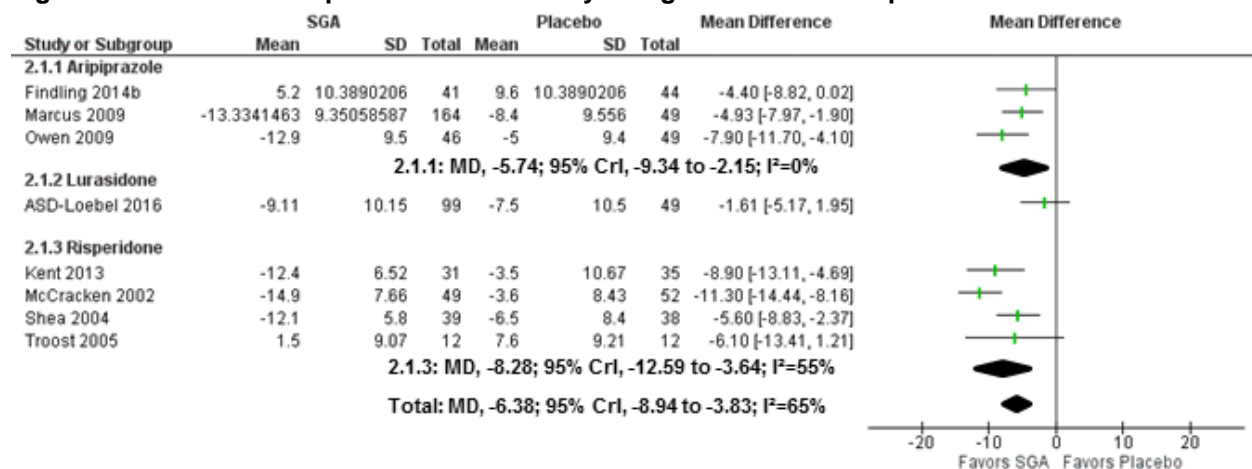 SGA Placebo Mean Difference Mean Difference
Study or Subgroup Mean SD Total Mean SD Total
2.1.1 Aripiprazole
Findling 2014b 5.2 10.3890206 41 9.6 10.3890206 44 -4.40 [-8.82, 0.02]
Marcus 2009 -13.3341463 9.35058587 164 -8.4 9.556 49 -4.93 [-7.97, -1.90]
Owen 2009 -12.9 9.5 46 -5 9.4 49 -7.90 [-11.70, -4.10]
2.1.1: MD, -5.74; 95% CrI, -9.34 to -2.15; I²=0%
2.1.2 Lurasidone
ASD-Loebel 2016 -9.11 10.15 99 -7.5 10.5 49 -1.61 [-5.17, 1.95]
2.1.3 Risperidone
Kent 2013 -12.4 6.52 31 -3.5 10.67 35 -8.90 [-13.11, -4.69]
McCracken 2002 -14.9 7.66 49 -3.6 8.43 52 -11.30 [-14.44, -8.16]
Shea 2004 -12.1 5.8 39 -6.5 8.4 38 -5.60 [-8.83, -2.37]
Troost 2005 1.5 9.07 12 7.6 9.21 12 -6.10 [-13.41, 1.21]
2.1.3: MD, -8.28; 95% CrI, -12.59 to -3.64; I²=55%
Total: MD, -6.38; 95% CrI, -8.94 to -3.83; I²=65%
-20 -10 0 10 20
Favors SGA Favors Placebo